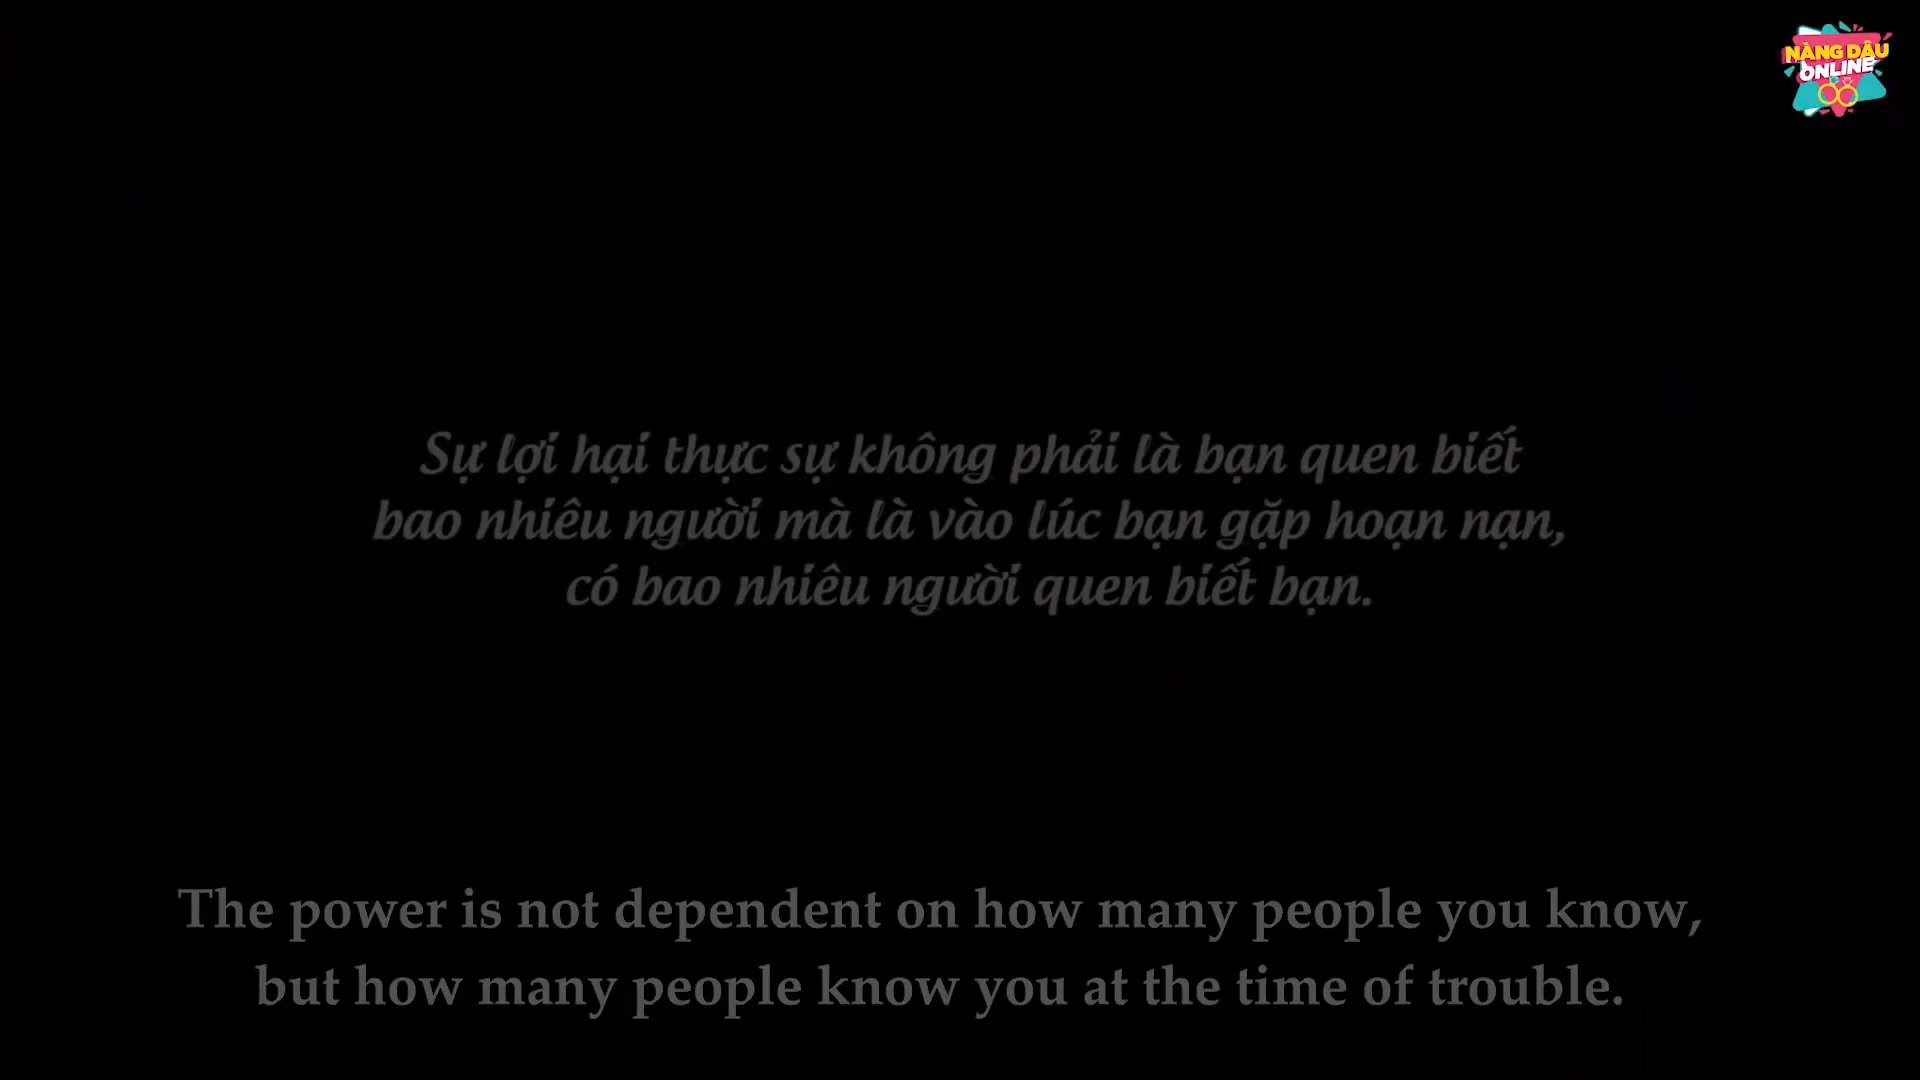 NÀNG DÂU
ONLINE
Sự lợi hại thực sự không phải là bạn quen biết
bao nhiêu người mà là vào lúc bạn gặp hoạn nạn,
có bao nhiêu người quen biết bạn.
The power is not dependent on how many people you know,
but how many people know you at the time of trouble.